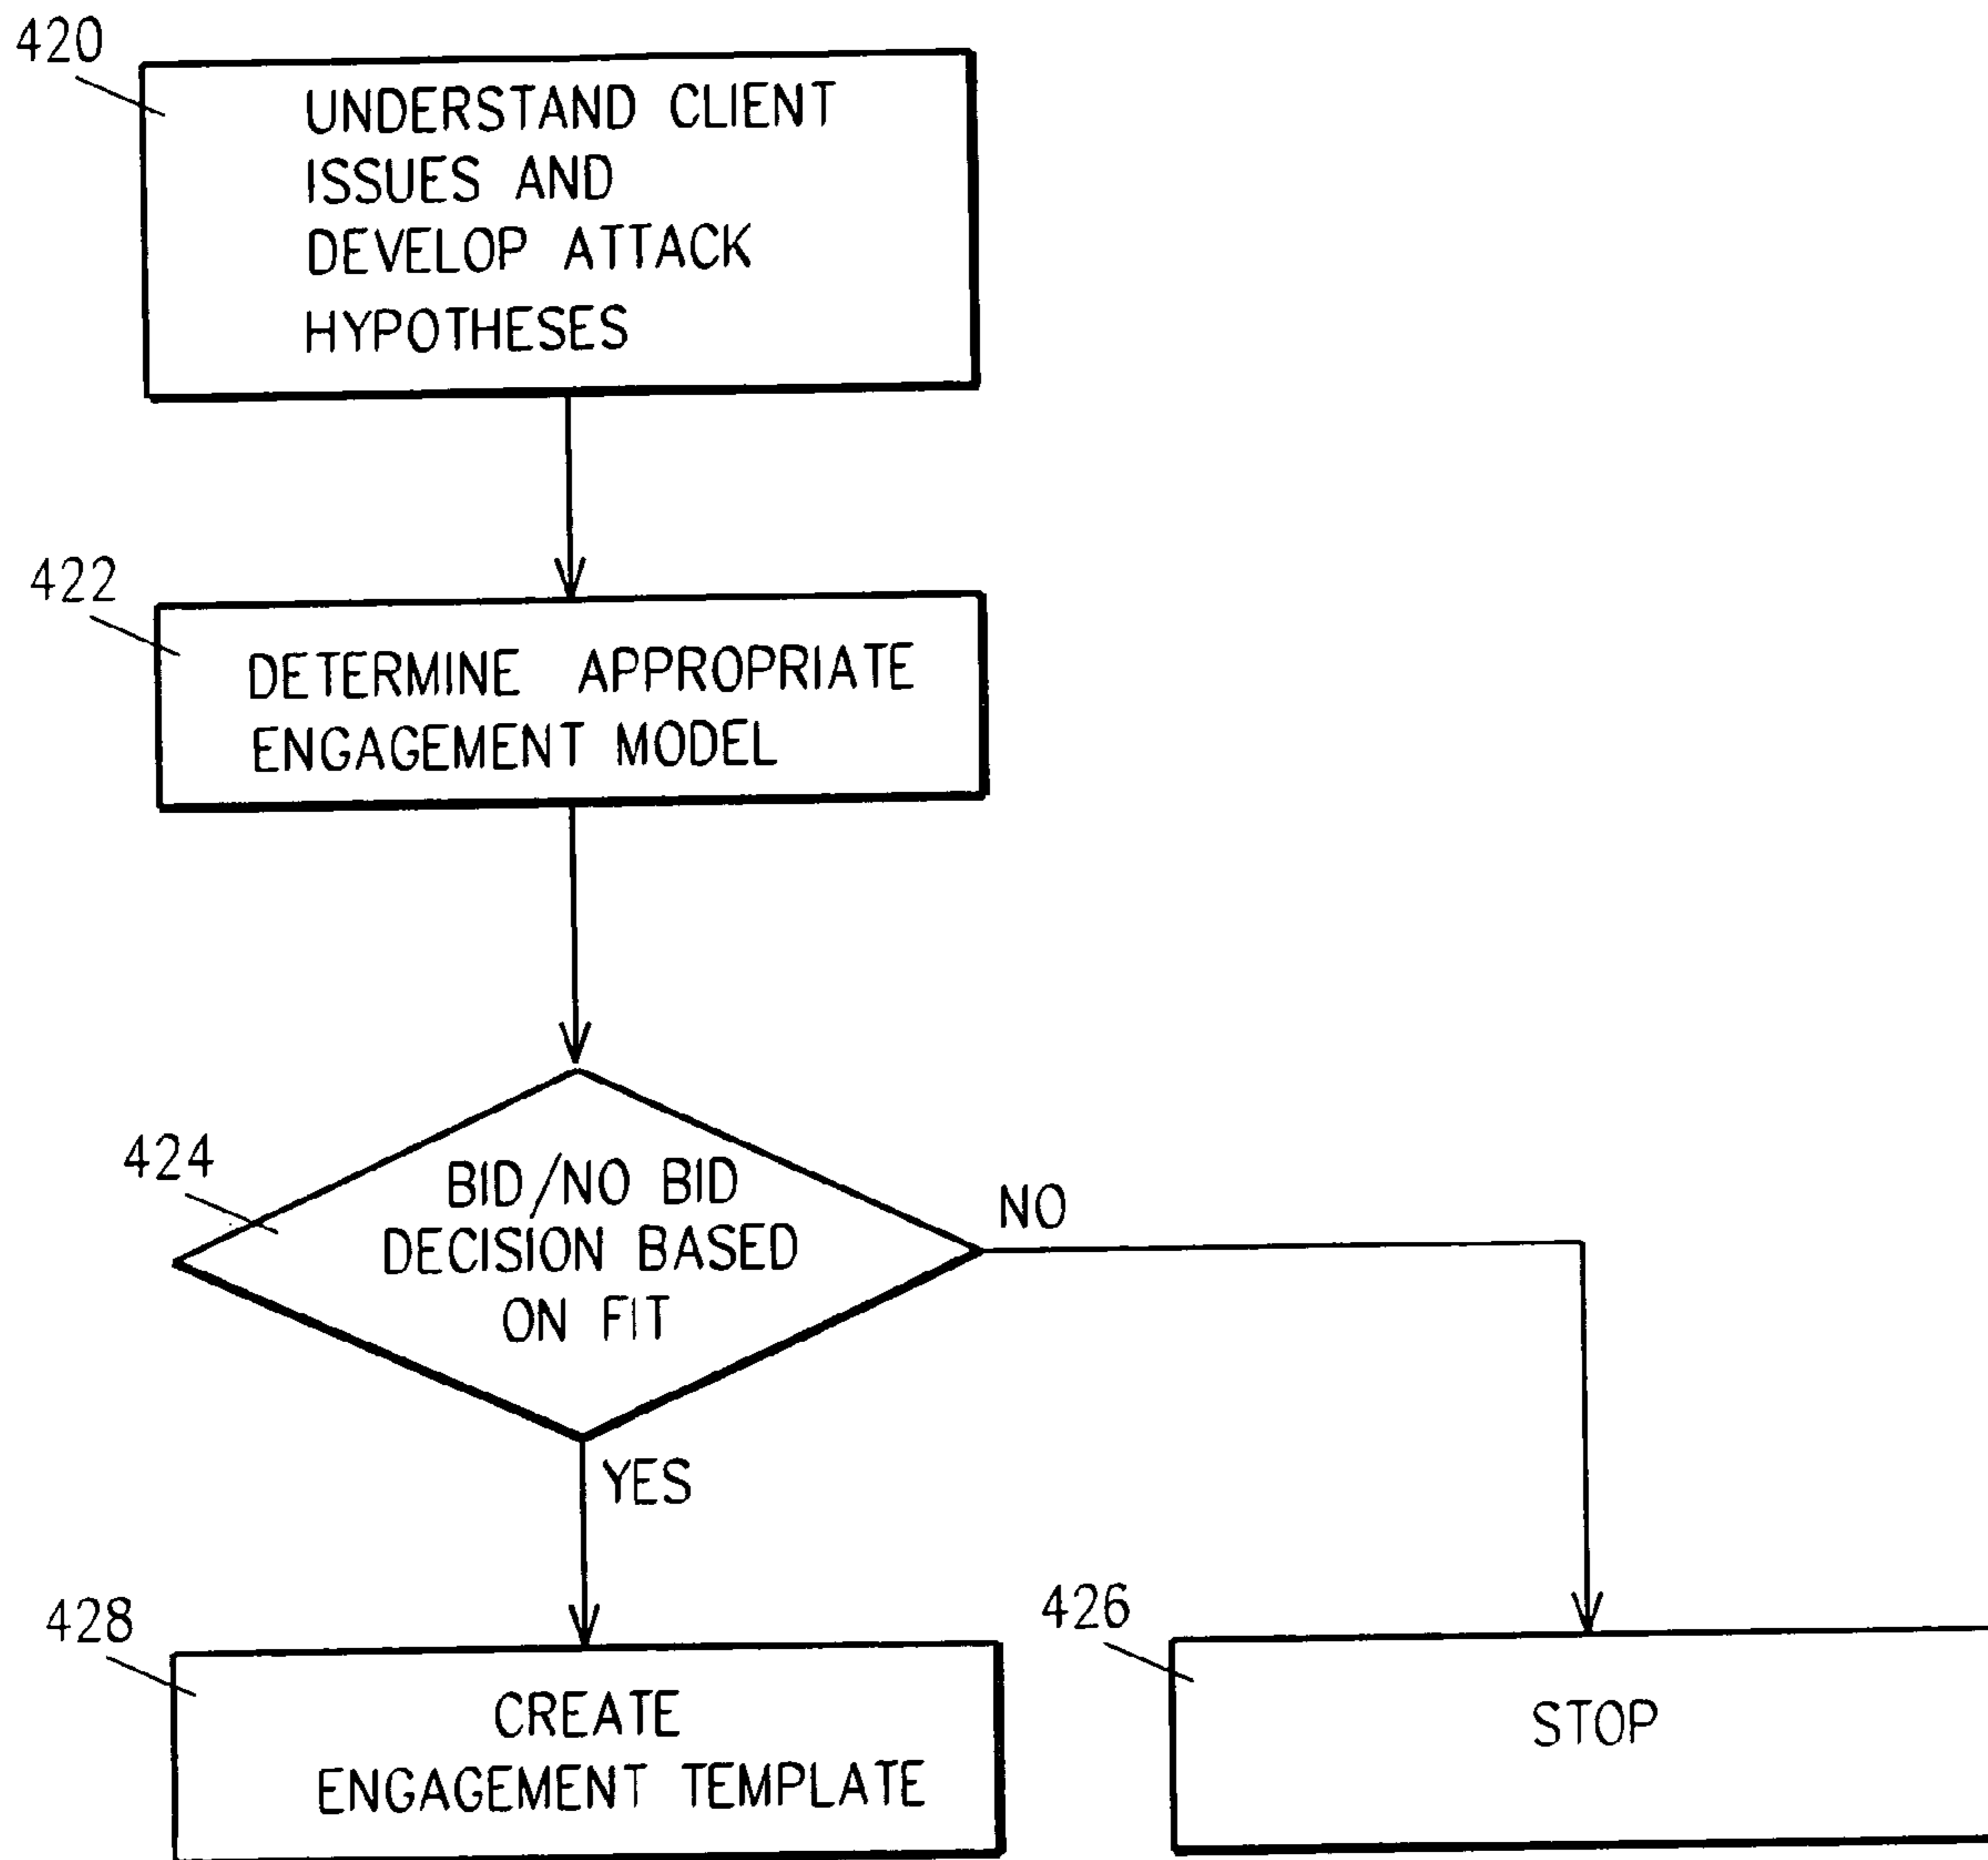 420
UNDERSTAND CLIENT
ISSUES AND
DEVELOP ATTACK
HYPOTHESES
422
DETERMINE APPROPRIATE
ENGAGEMENT MODEL
424
BID/NO BID
DECISION BASED
ON FIT
NO
YES
428
CREATE
ENGAGEMENT TEMPLATE
426
STOP